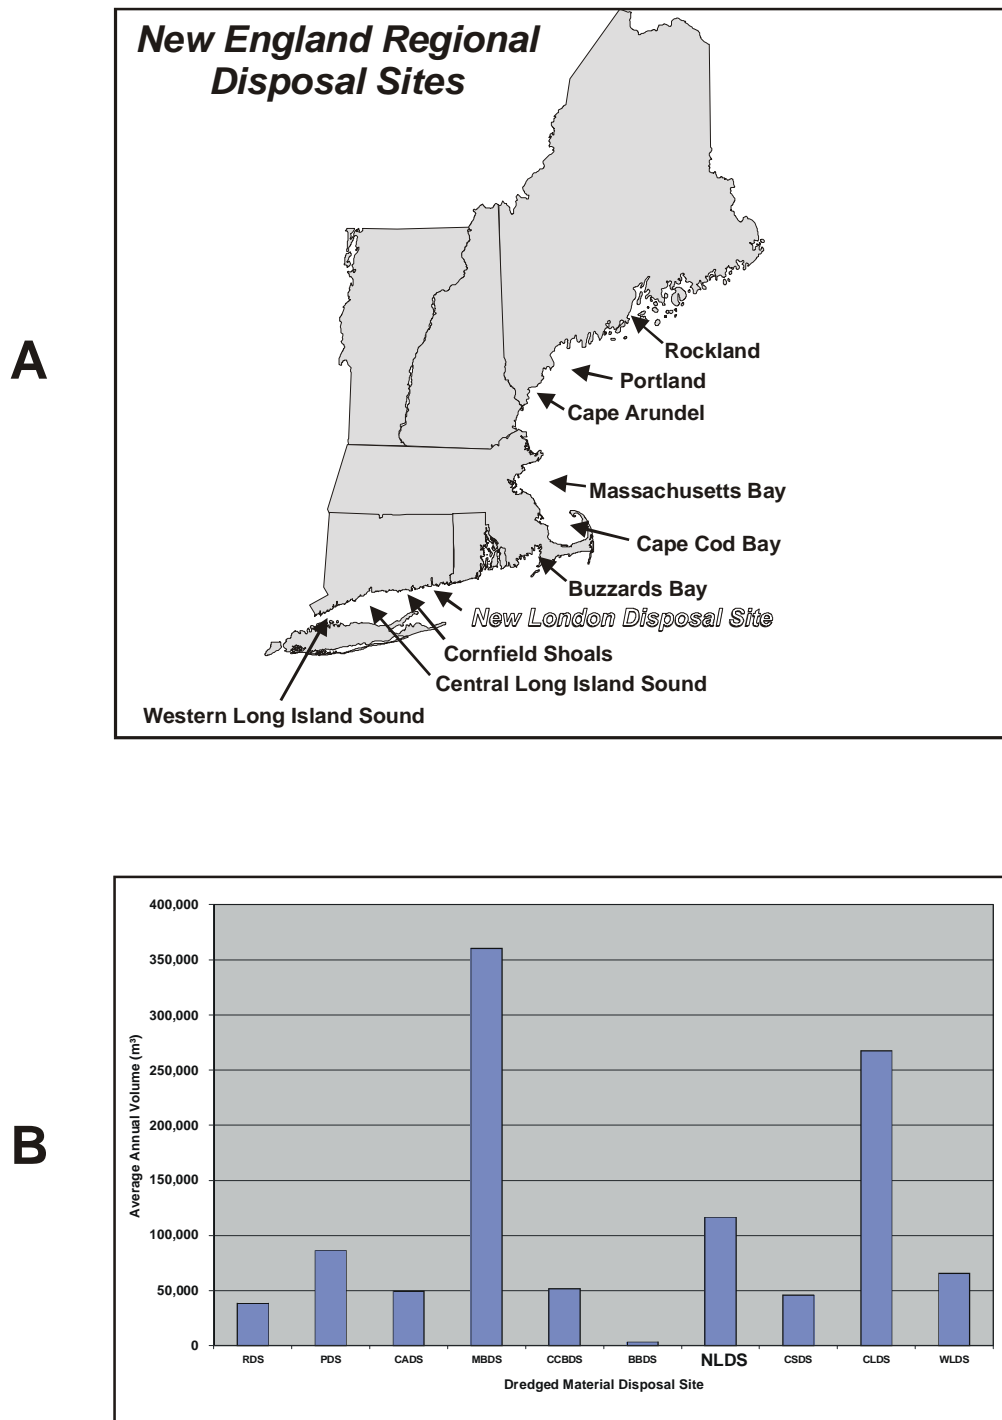 New England Regional
Disposal Sites
A
Rockland
Portland
Cape Arundel
Massachusetts Bay
Cape Cod Bay
Buzzards Bay
New London Disposal Site
Cornfield Shoals
Central Long Island Sound
Western Long Island Sound
B
Average Annual Volume (m³)
400,000
350,000
300,000
250,000
200,000
150,000
100,000
50,000
0
RDS PDS CADS MBDS CCBDS BBDS NLDS CSDS CLDS WLDS
Dredged Material Disposal Site